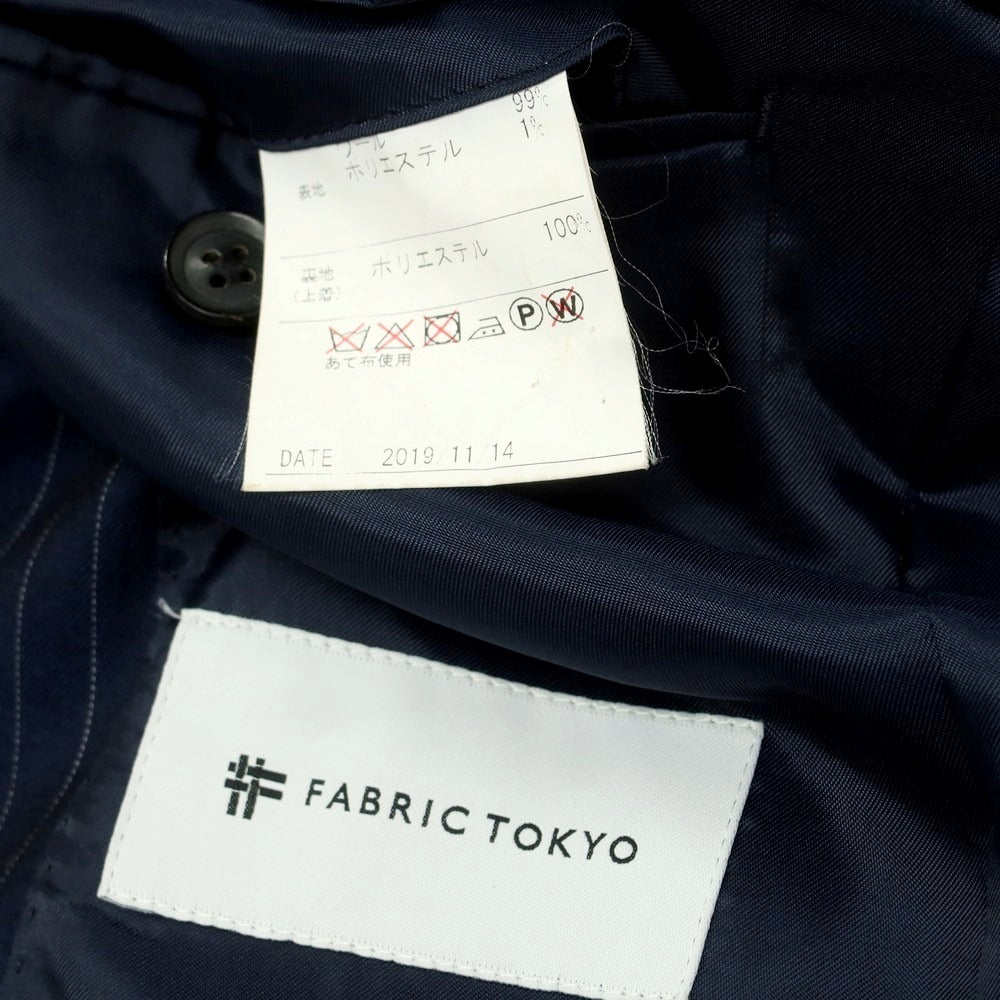 ウール 99%
ポリエステル 1%
表地
ポリエステル 100%
裏地
(上着)
P W
あて布使用
DATE 2019/11/14
FABRIC TOKYO